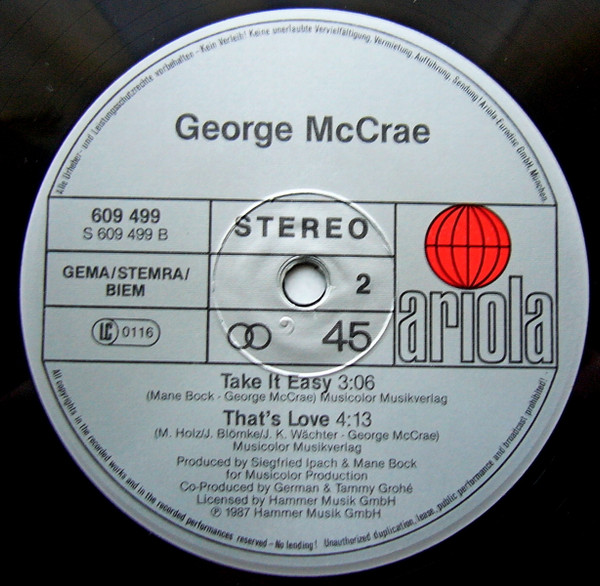 Alle Urheber- und Leistungsschutzrechte vorbehalten - Kein Verleih! Keine unerlaubte Vervielfältigung, Vermietung, Aufführung, Sendung! Ariola-Eurodisc GmbH, München
George McCrae
609 499
S 609 499 B
STEREO
GEMA/STEMRA/
BIEM
2
ariola
LC 0116
45
Take It Easy 3:06
(Mane Bock - George McCrae) Musicolor Musikverlag
That's Love 4:13
(M. Holz/J. Blömke/J. K. Wächter - George McCrae)
Musicolor Musikverlag
Produced by Siegfried Ipach & Mane Bock
for Musicolor Production
Co-Produced by German & Tammy Grohé
Licensed by Hammer Musik GmbH
℗ 1987 Hammer Musik GmbH
All copyrights in the recorded works and in the recorded performances reserved - No lending! Unauthorized duplication, lease, public performance and broadcast prohibited!